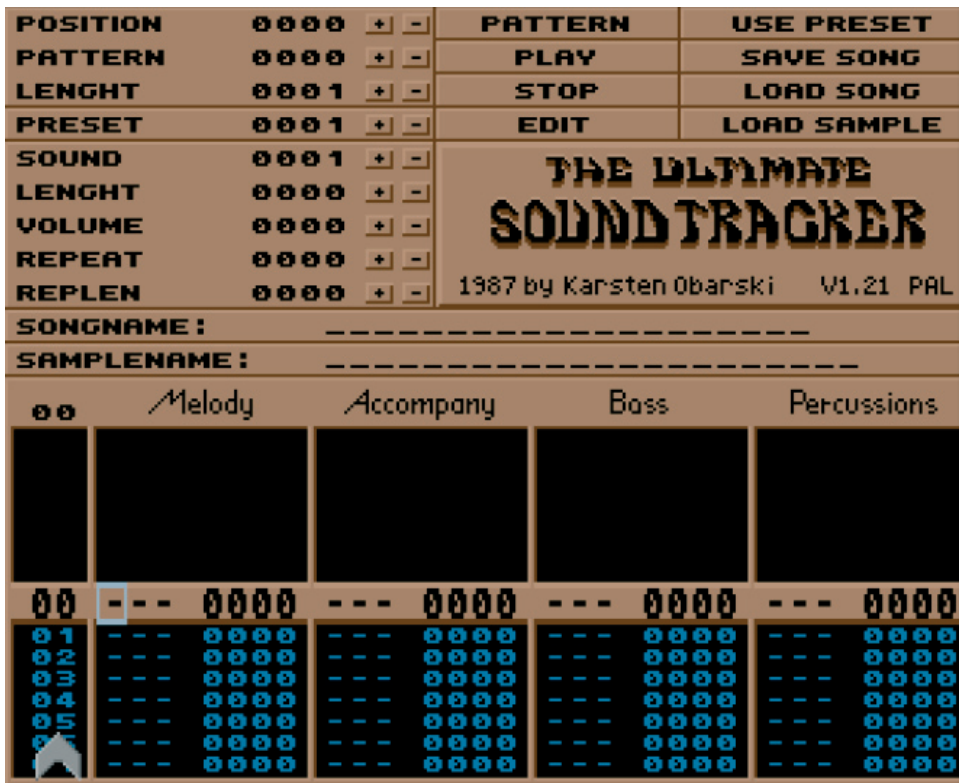 POSITION 0000 + - PATTERN USE PRESET
PATTERN 0000 + - PLAY SAVE SONG
LENGHT 0001 + - STOP LOAD SONG
PRESET 0001 + - EDIT LOAD SAMPLE
SOUND 0001 + -
LENGHT 0000 + -
VOLUME 0000 + -
REPEAT 0000 + -
REPLEN 0000 + -
THE ULTIMATE
SOUNDTRACKER
1987 by Karsten Obarski V1.21 PAL
SONGNAME: _____________________
SAMPLENAME: ______________________
00 Melody Accompany Bass Percussions
00 --- 0000 --- 0000 --- 0000 --- 0000
01 --- 0000 --- 0000 --- 0000 --- 0000
02 --- 0000 --- 0000 --- 0000 --- 0000
03 --- 0000 --- 0000 --- 0000 --- 0000
04 --- 0000 --- 0000 --- 0000 --- 0000
05 --- 0000 --- 0000 --- 0000 --- 0000
--- 0000 --- 0000 --- 0000 --- 0000
--- 0000 --- 0000 --- 0000 --- 0000